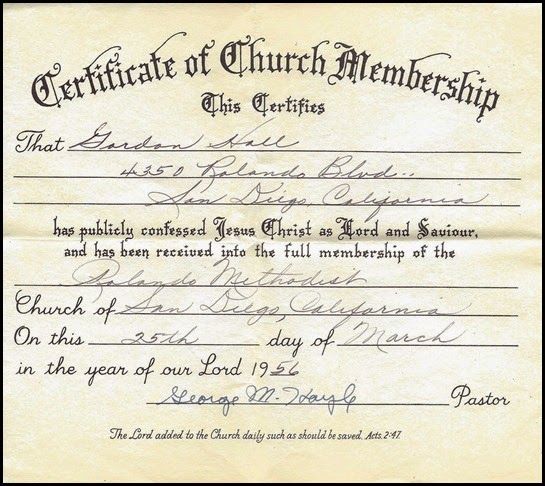 Certificate of Church Membership
This Certifies
That Gordon Hall
4350 Rolando Blvd..
San Diego, California
has publicly confessed Jesus Christ as Lord and Saviour,
and has been received into the full membership of the
Rolando Methodist
Church of San Diego, California
On this 25th day of March
in the year of our Lord 1956
George M. Pastor
The Lord added to the Church daily such as should be saved. Acts. 2:47.